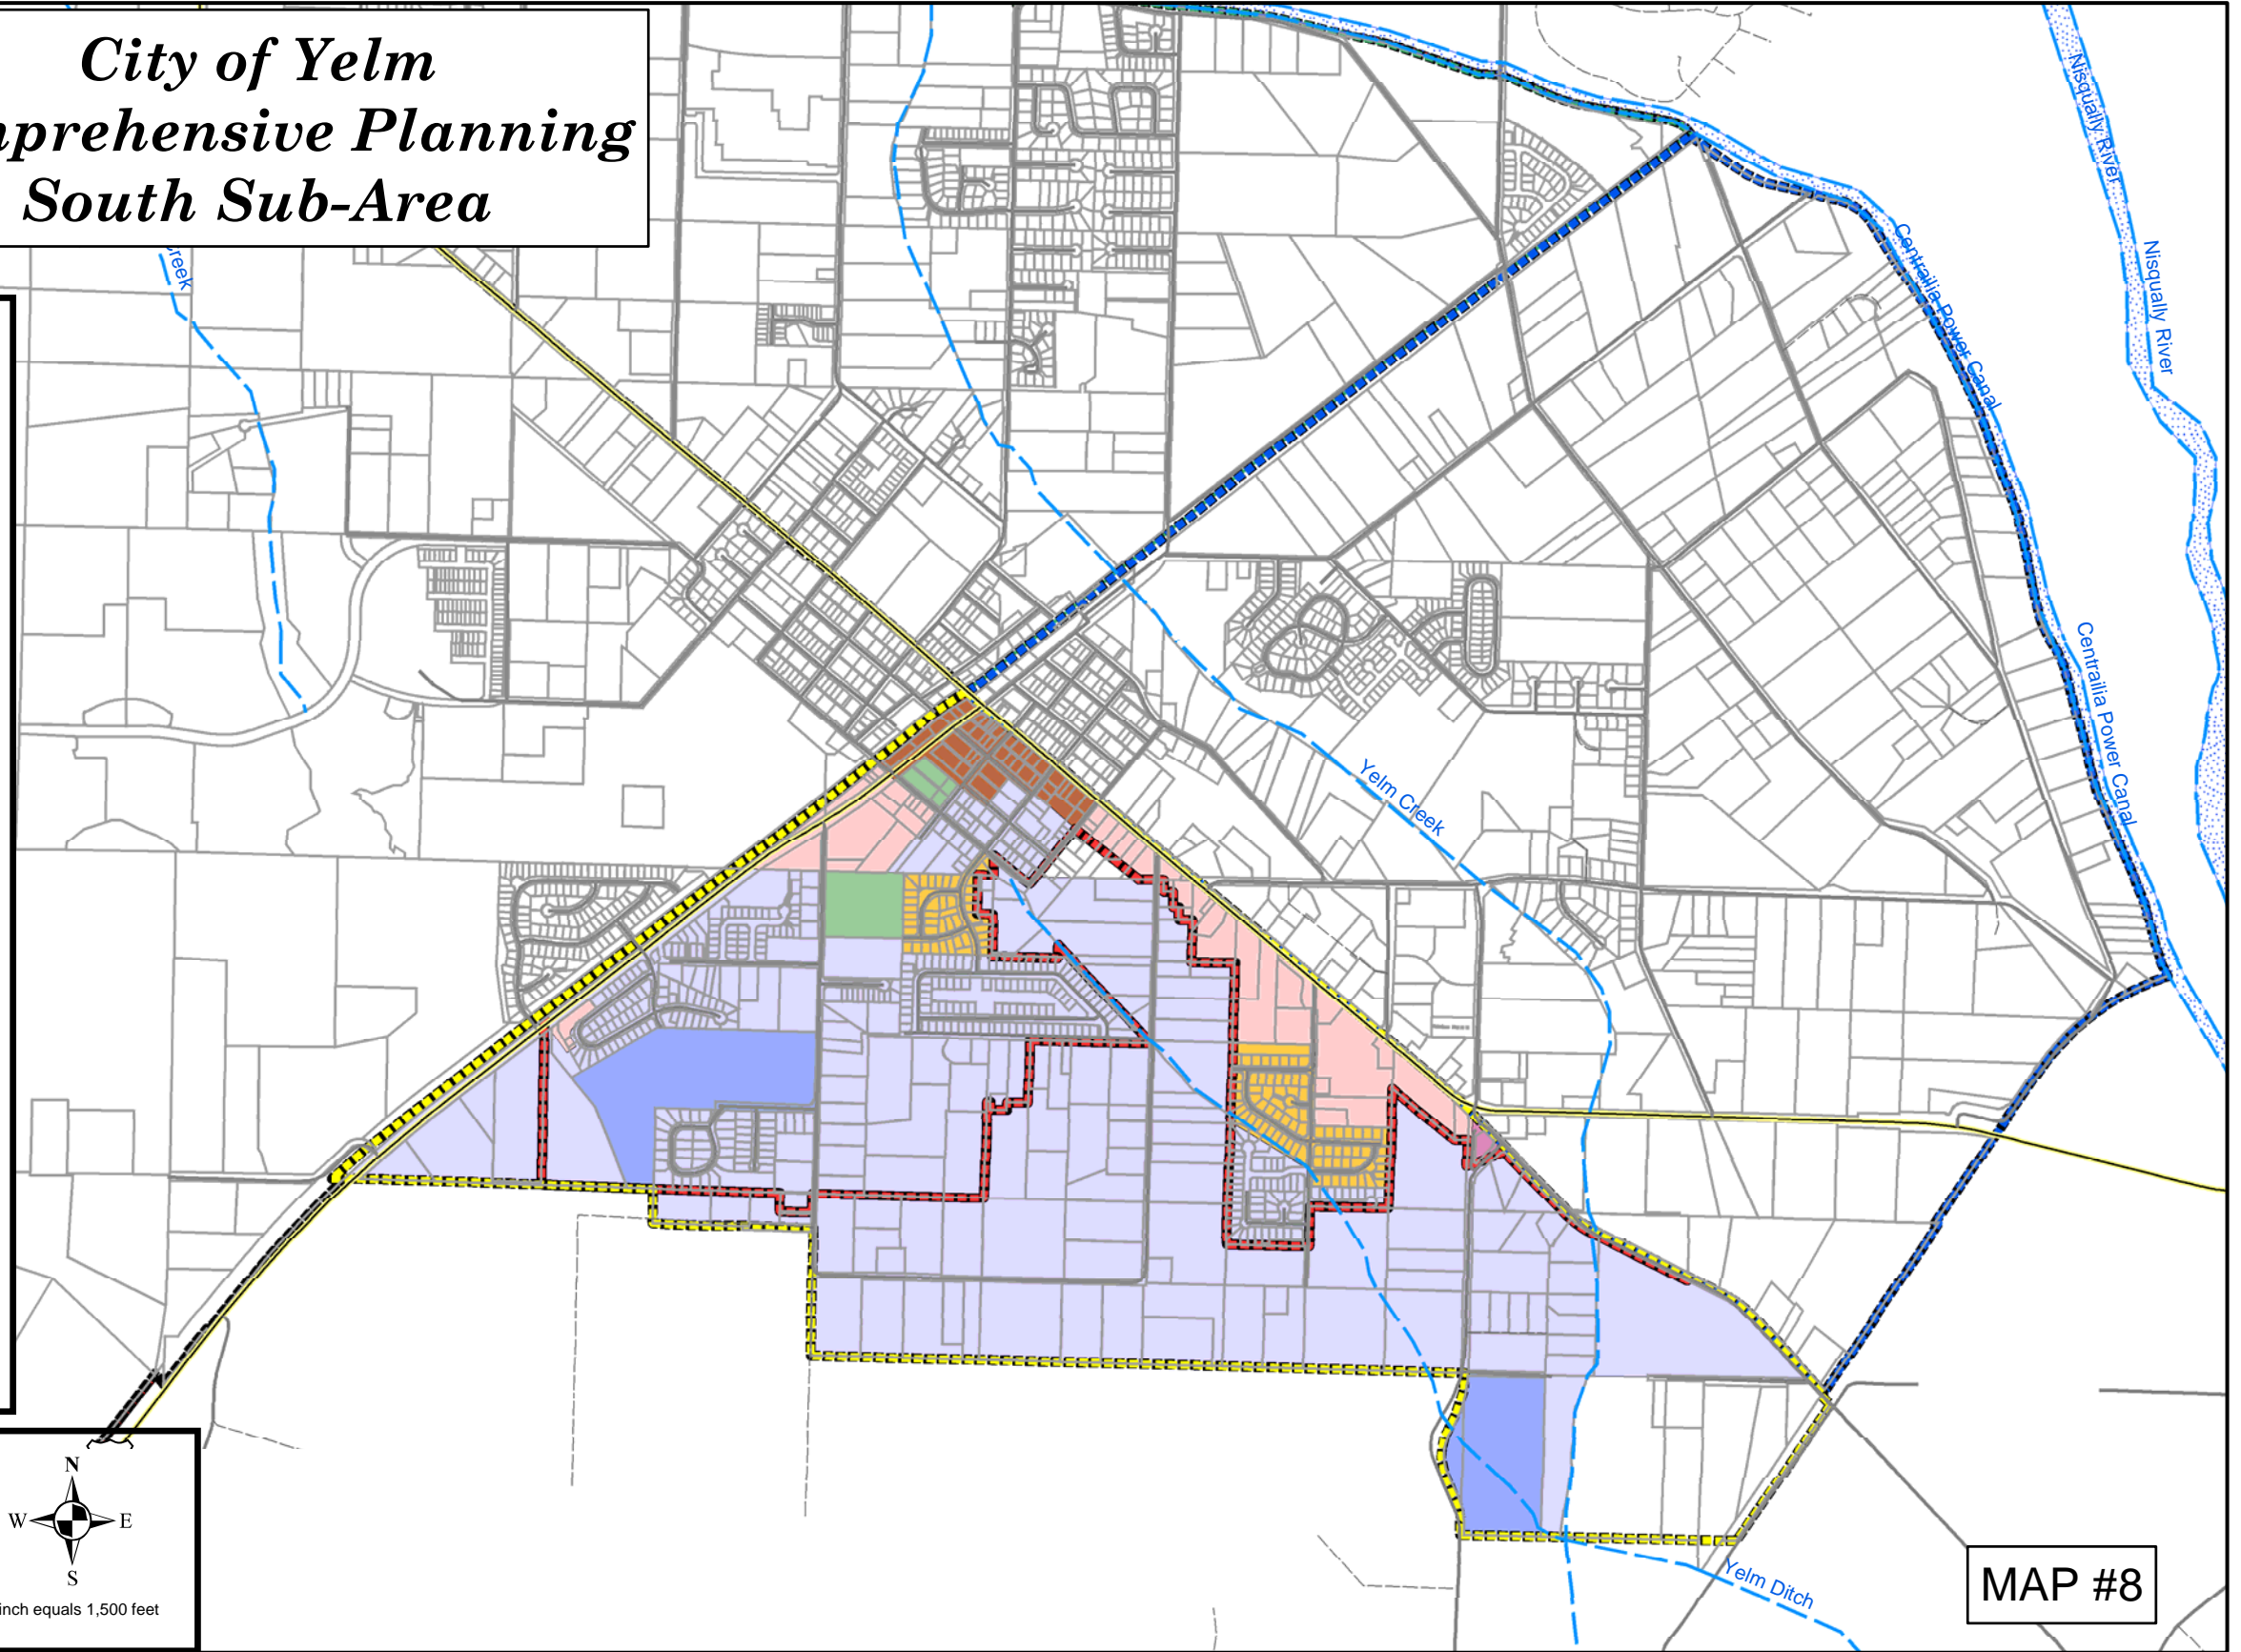 City of Yelm
mprehensive Planning
South Sub-Area
reek
Nisqually River
Nisqually River
Centrailia Power Canal
Centrailia Power Canal
Yelm Creek
Yelm Ditch
N
W E
S
inch equals 1,500 feet
MAP #8